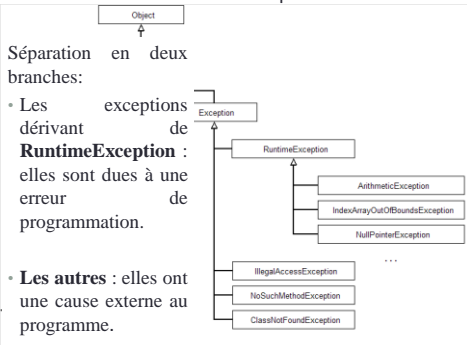 Object
Séparation en deux
branches:
• Les exceptions
dérivant de
RuntimeException :
elles sont dues à une
erreur de
programmation.
• Les autres : elles ont
une cause externe au
programme.
Exception
RuntimeException
ArithmeticException
IndexArrayOutOfBoundsException
NullPointerException
...
IllegalAccessException
NoSuchMethodException
ClassNotFoundException